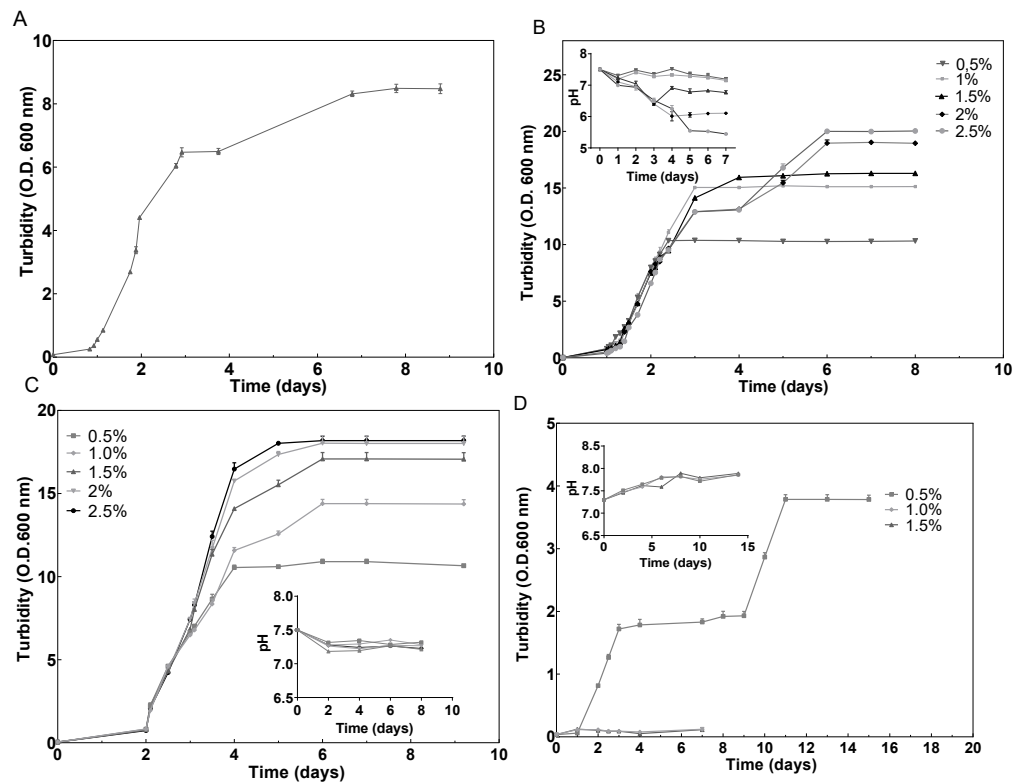 A
Turbidity (O.D. 600 nm)
10
8
6
4
2
0
0 2 4 6 8 10
Time (days)
B
Turbidity (O.D. 600 nm)
25
20
15
10
5
0
0 2 4 6 8 10
Time (days)
0,5%
1%
1.5%
2%
2.5%
pH
8
7
6
5
0 1 2 3 4 5 6 7
Time (days)
C
Turbidity (O.D.600 nm)
20
15
10
5
0
0 2 4 6 8 10
Time (days)
0.5%
1.0%
1.5%
2%
2.5%
pH
8.0
7.5
7.0
6.5
0 2 4 6 8 10
Time (days)
D
Turbidity (O.D.600 nm)
5
4
3
2
1
0
0 2 4 6 8 10 12 14 16 18 20
Time (days)
0.5%
1.0%
1.5%
pH
8.5
8.0
7.5
7.0
6.5
0 5 10 15
Time (days)